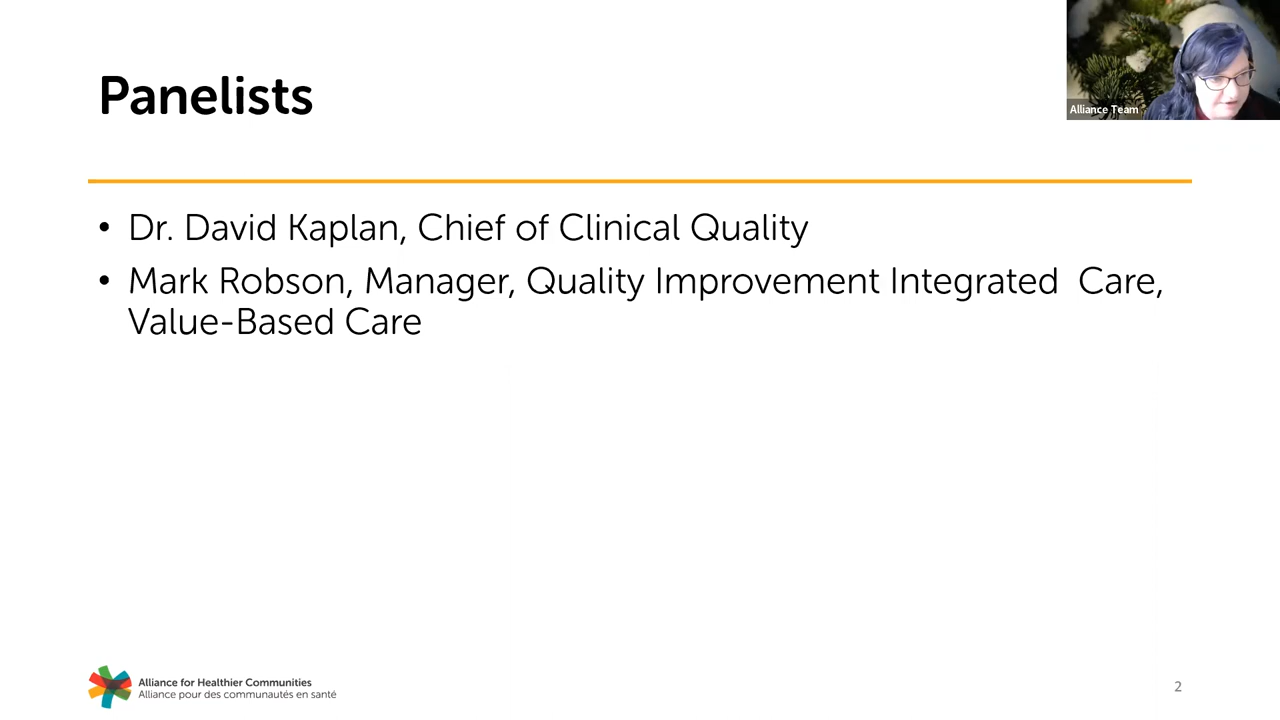 Panelists
Alliance Team
• Dr. David Kaplan, Chief of Clinical Quality
• Mark Robson, Manager, Quality Improvement Integrated  Care,
Value-Based Care
Alliance for Healthier Communities
Alliance pour des communautés en santé
2